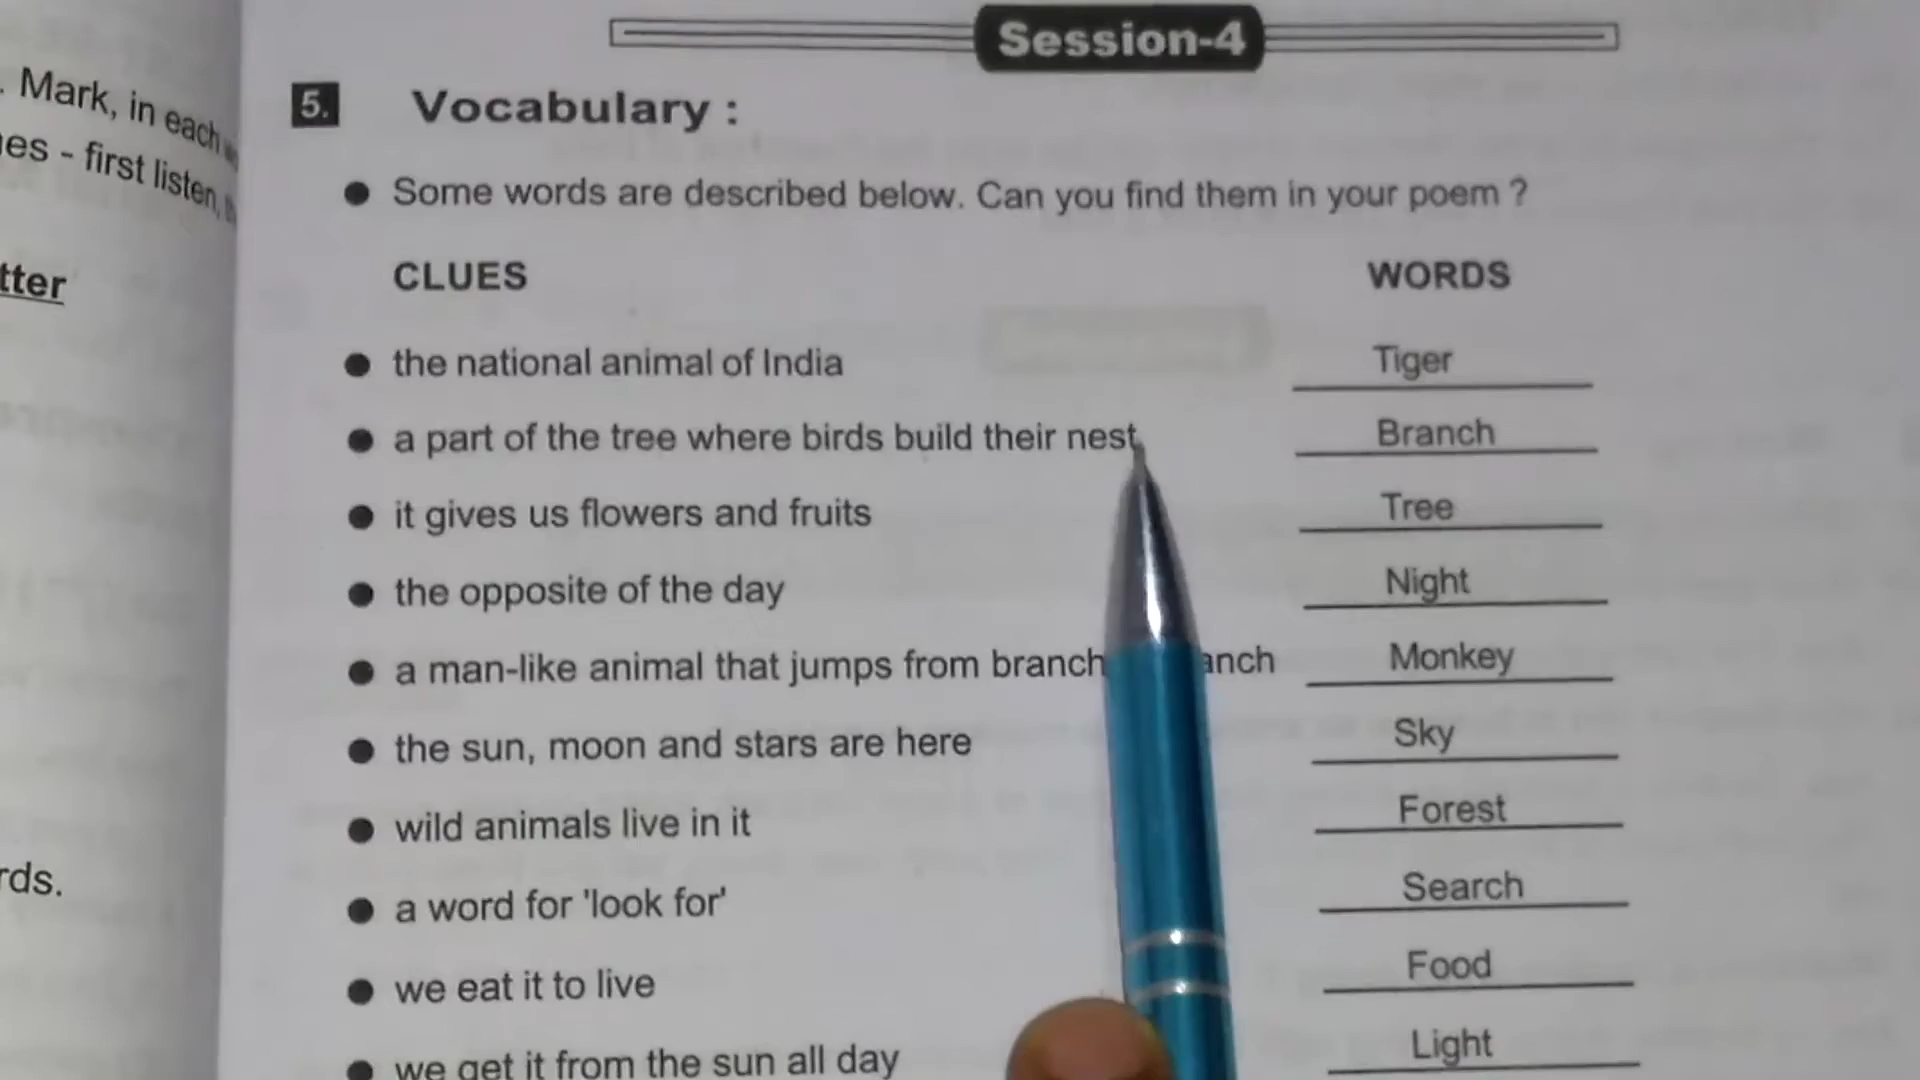 Session-4
. Mark, in each
es - first listen,
tter
rds.
5. Vocabulary :
● Some words are described below. Can you find them in your poem ?
CLUES WORDS
● the national animal of India Tiger
● a part of the tree where birds build their nest Branch
● it gives us flowers and fruits Tree
● the opposite of the day Night
● a man-like animal that jumps from branch anch Monkey
● the sun, moon and stars are here Sky
● wild animals live in it Forest
● a word for 'look for' Search
● we eat it to live Food
● we get it from the sun all day Light